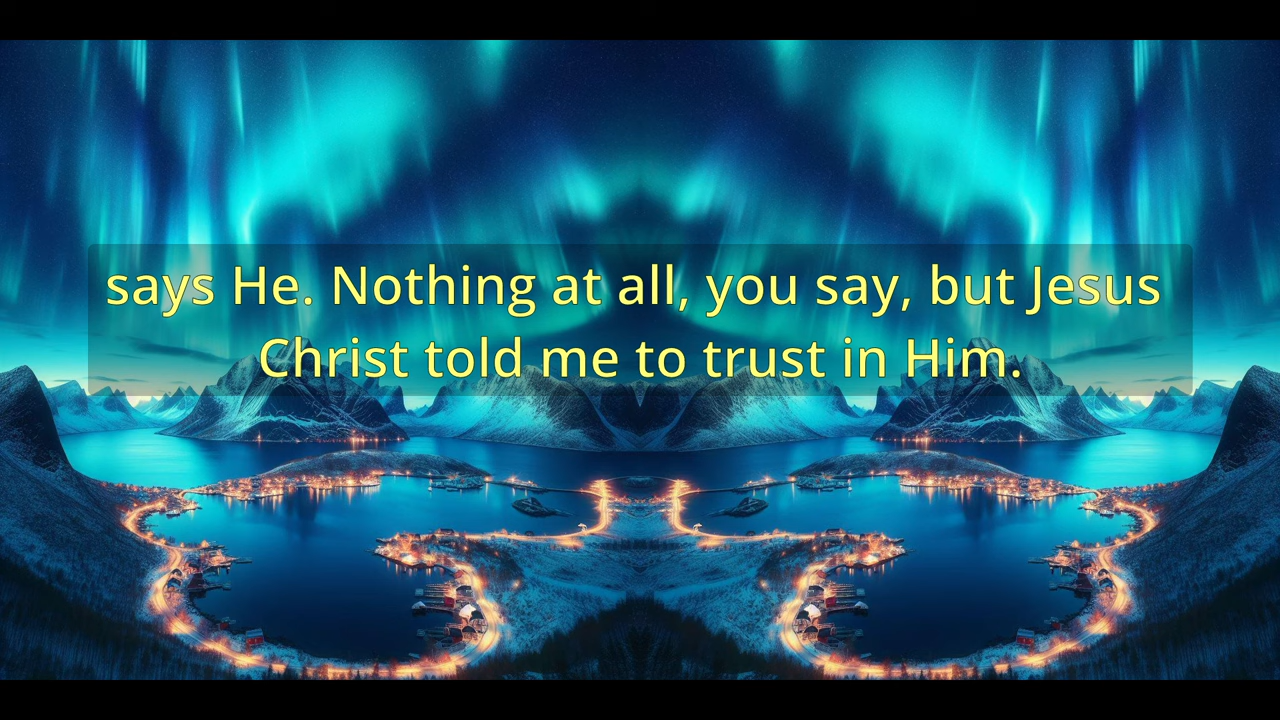 says He. Nothing at all, you say, but Jesus
Christ told me to trust in Him.